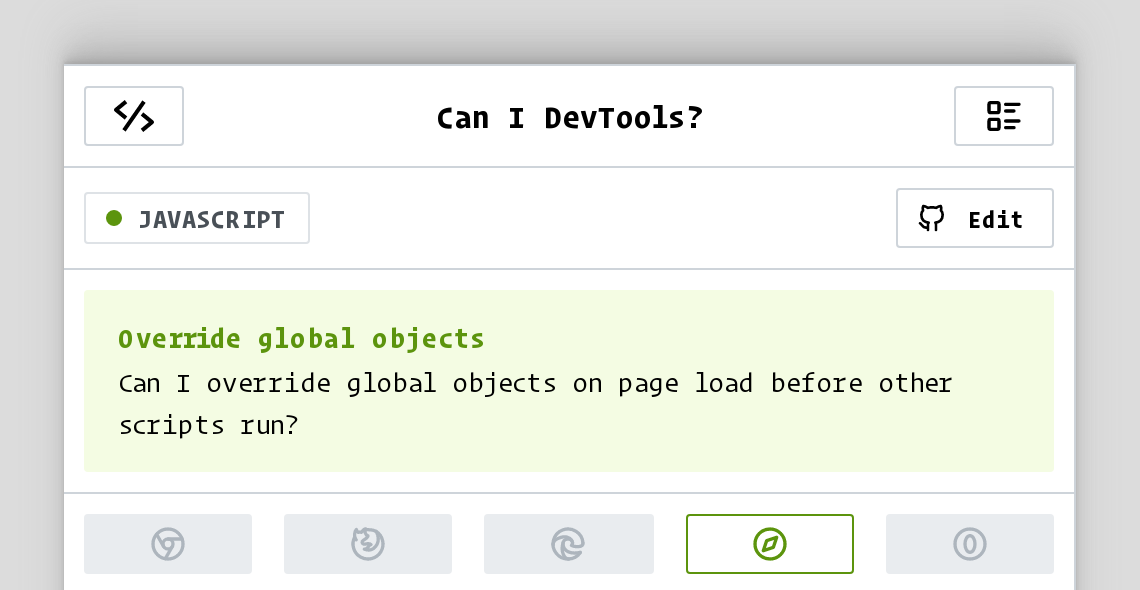 Can I DevTools?
JAVASCRIPT
Edit
Override global objects
Can I override global objects on page load before other
scripts run?